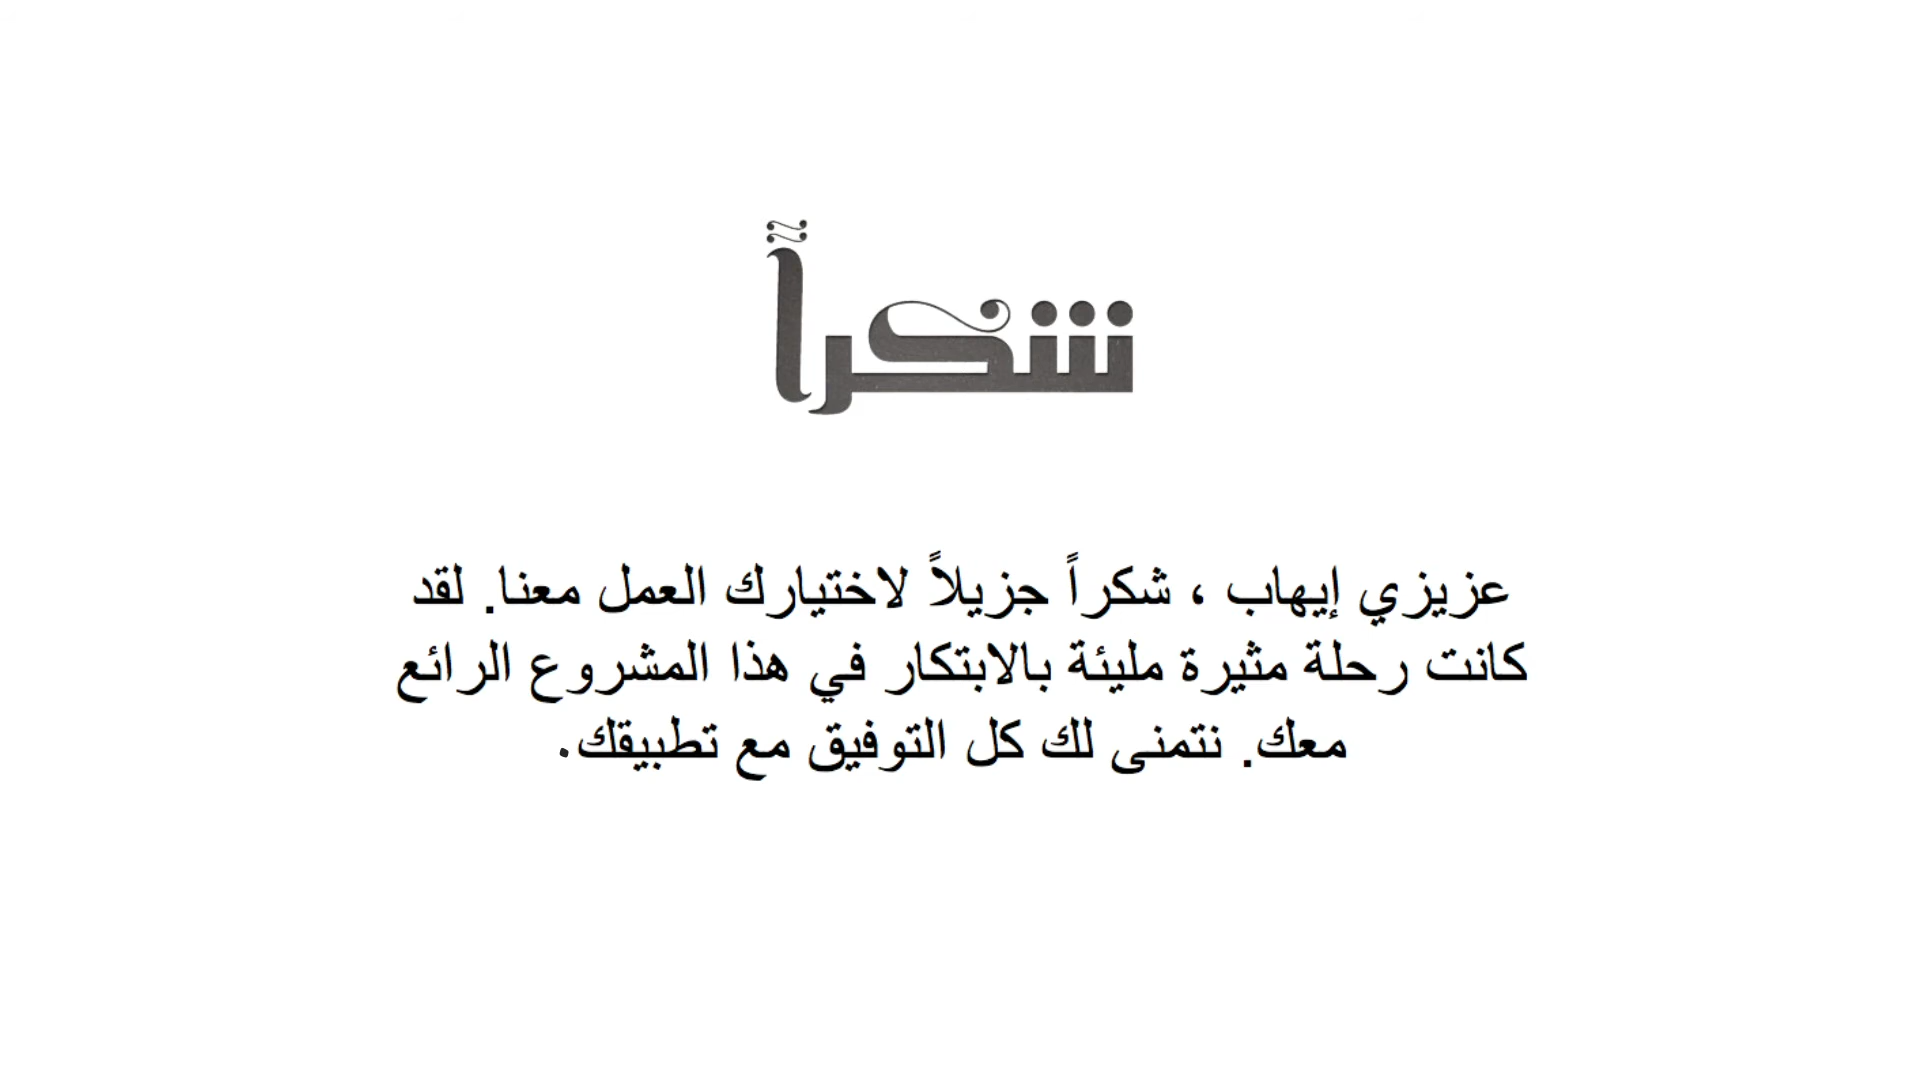 شكراً
عزيزي إيهاب ، شكراً جزيلاً لاختيارك العمل معنا. لقد
كانت رحلة مثيرة مليئة بالابتكار في هذا المشروع الرائع
معك. نتمنى لك كل التوفيق مع تطبيقك.